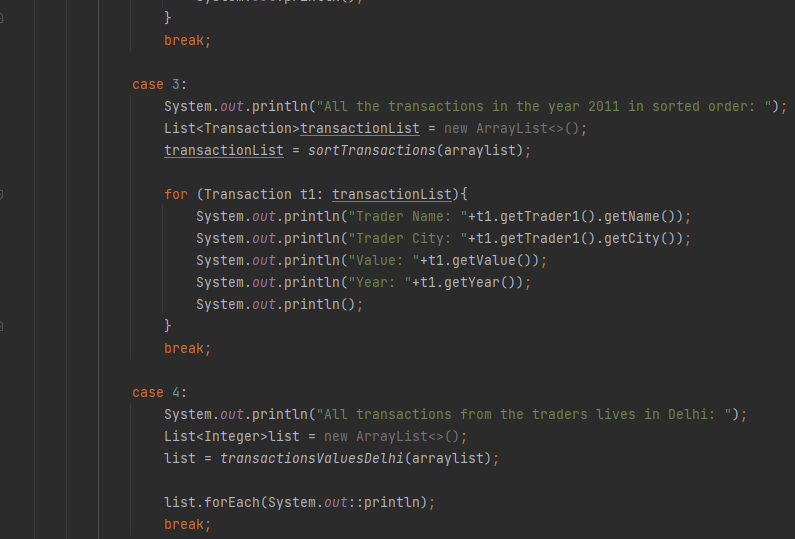 System.out.println();
}
break;
case 3:
System.out.println("All the transactions in the year 2011 in sorted order: ");
List<Transaction>transactionList = new ArrayList<>();
transactionList = sortTransactions(arraylist);
for (Transaction t1: transactionList){
System.out.println("Trader Name: "+t1.getTrader1().getName());
System.out.println("Trader City: "+t1.getTrader1().getCity());
System.out.println("Value: "+t1.getValue());
System.out.println("Year: "+t1.getYear());
System.out.println();
}
break;
case 4:
System.out.println("All transactions from the traders lives in Delhi: ");
List<Integer>list = new ArrayList<>();
list = transactionsValuesDelhi(arraylist);
list.forEach(System.out::println);
break;